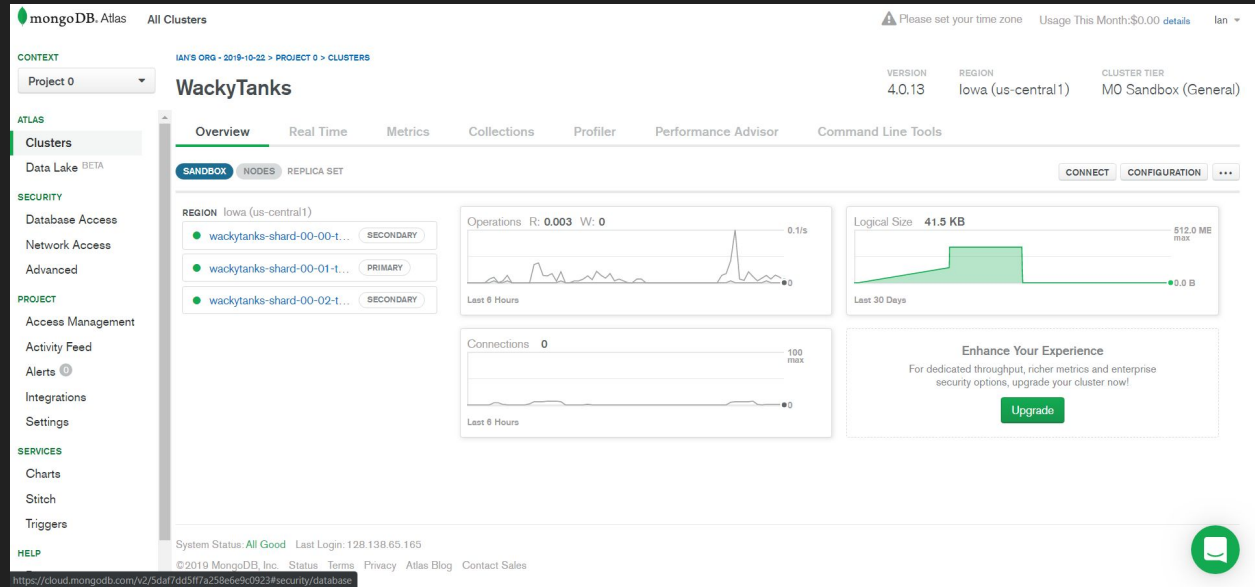 mongoDB. Atlas All Clusters
Please set your time zone Usage This Month:$0.00 details Ian
CONTEXT
Project 0
IAN'S ORG - 2019-10-22 > PROJECT 0 > CLUSTERS
WackyTanks
VERSION
4.0.13
REGION
Iowa (us-central1)
CLUSTER TIER
M0 Sandbox (General)
ATLAS
Clusters
Data Lake BETA
SECURITY
Database Access
Network Access
Advanced
PROJECT
Access Management
Activity Feed
Alerts 0
Integrations
Settings
SERVICES
Charts
Stitch
Triggers
HELP
Overview Real Time Metrics Collections Profiler Performance Advisor Command Line Tools
SANDBOX NODES REPLICA SET
CONNECT CONFIGURATION ...
REGION Iowa (us-central1)
wackytanks-shard-00-00-t... SECONDARY
wackytanks-shard-00-01-t... PRIMARY
wackytanks-shard-00-02-t... SECONDARY
Operations R: 0.003 W: 0
0.1/s
0
Last 6 Hours
Logical Size 41.5 KB
512.0 MB
max
0.0 B
Last 30 Days
Connections 0
100
max
0
Last 6 Hours
Enhance Your Experience
For dedicated throughput, richer metrics and enterprise
security options, upgrade your cluster now!
Upgrade
System Status: All Good Last Login: 128.138.65.165
©2019 MongoDB, Inc. Status Terms Privacy Atlas Blog Contact Sales
https://cloud.mongodb.com/v2/5daf7dd5ff7a258e6e9c0923#security/database